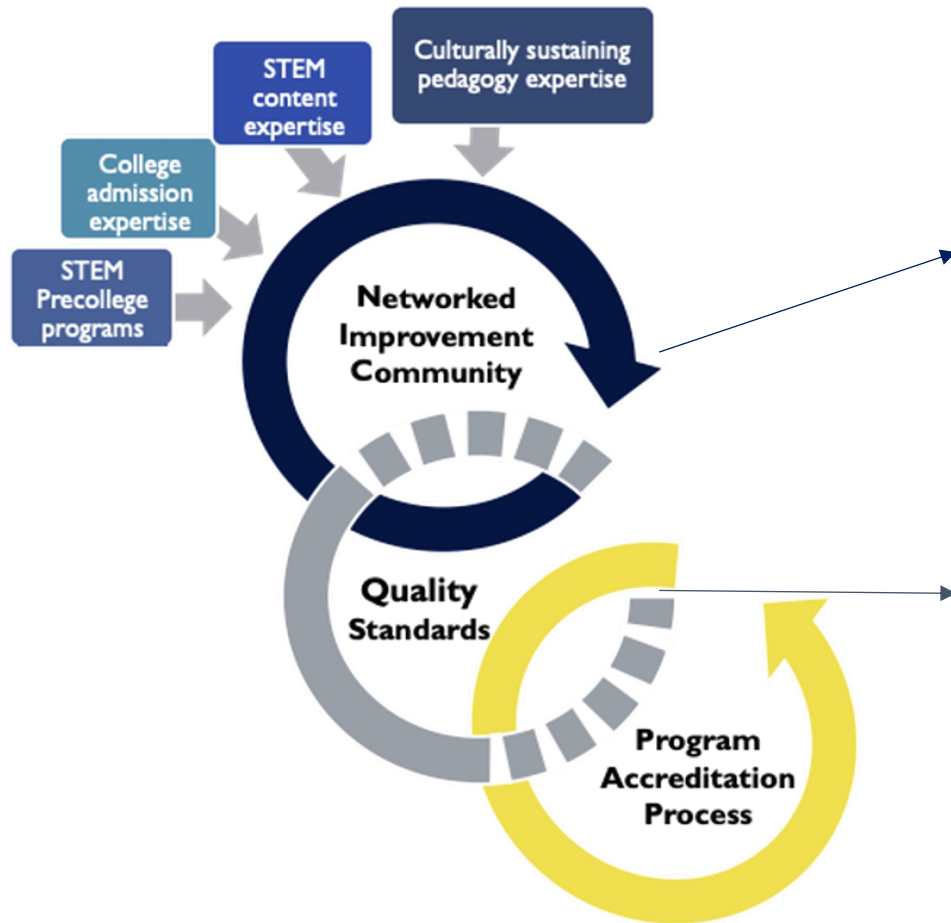 Culturally sustaining
pedagogy expertise
STEM
content
expertise
College
admission
expertise
STEM
Precollege
programs
Networked
Improvement
Community
Quality
Standards
Program
Accreditation
Process